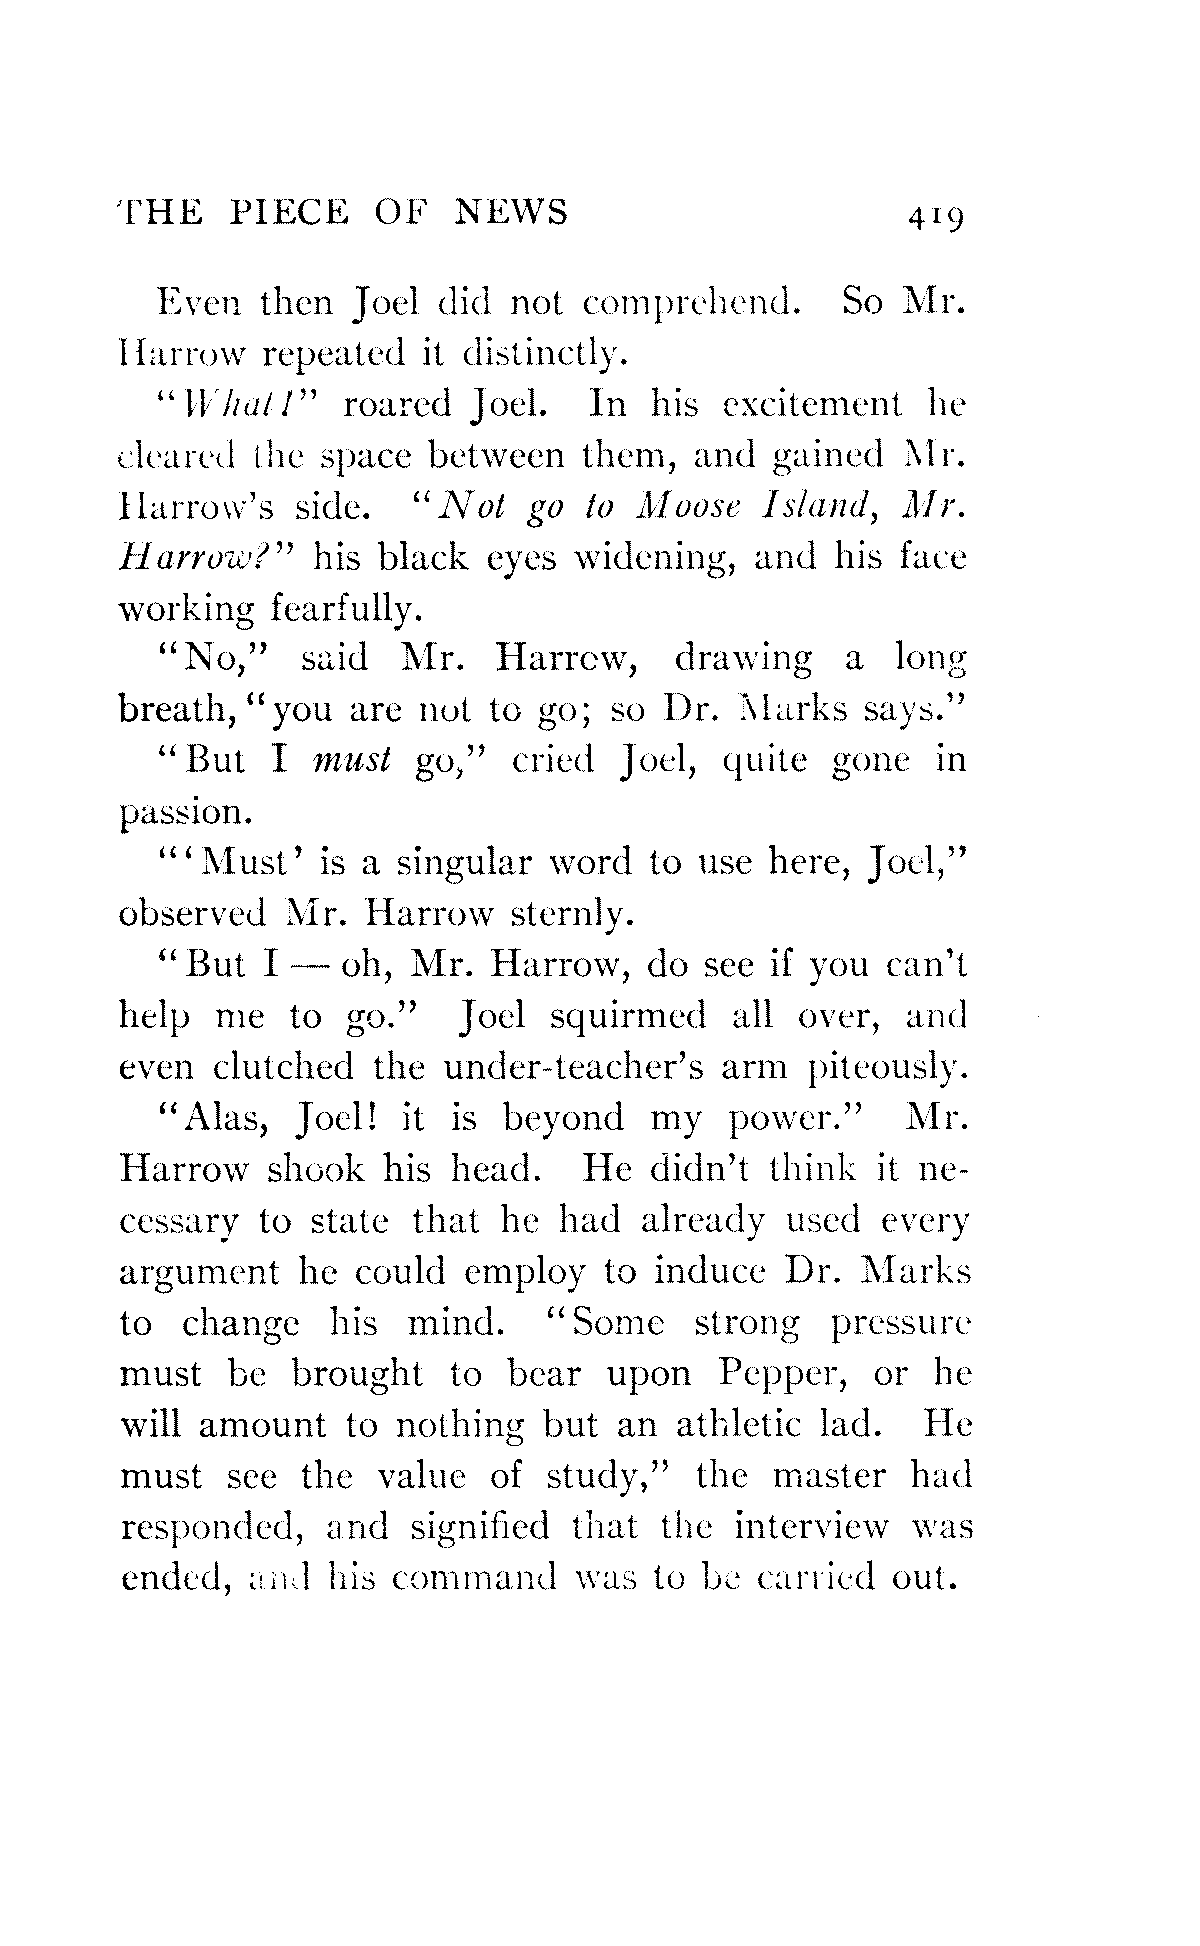 THE PIECE OF NEWS 419
Even then Joel did not comprehend. So Mr.
Harrow repeated it distinctly.
"What!" roared Joel. In his excitement he
cleared the space between them, and gained Mr.
Harrow's side. "Not go to Moose Island, Mr.
Harrow?" his black eyes widening, and his face
working fearfully.
"No," said Mr. Harrow, drawing a long
breath, "you are not to go; so Dr. Marks says."
"But I must go," cried Joel, quite gone in
passion.
"'Must' is a singular word to use here, Joel,"
observed Mr. Harrow sternly.
"But I — oh, Mr. Harrow, do see if you can't
help me to go." Joel squirmed all over, and
even clutched the under-teacher's arm piteously.
"Alas, Joel! it is beyond my power." Mr.
Harrow shook his head. He didn't think it ne-
cessary to state that he had already used every
argument he could employ to induce Dr. Marks
to change his mind. "Some strong pressure
must be brought to bear upon Pepper, or he
will amount to nothing but an athletic lad. He
must see the value of study," the master had
responded, and signified that the interview was
ended, and his command was to be carried out.